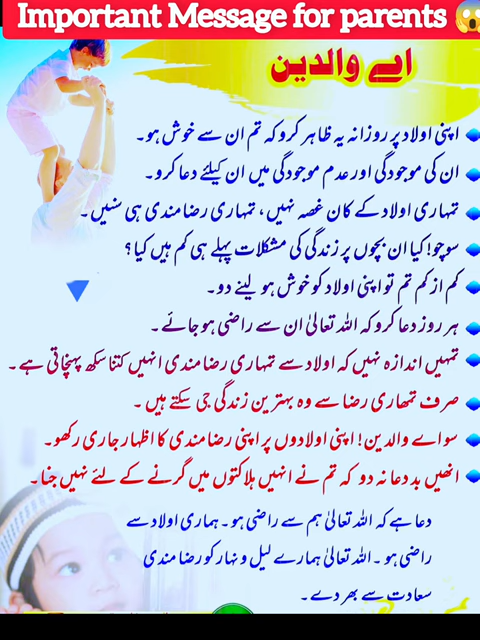 Important Message for parents
اے والدین
اپنی اولاد پر روزانہ یہ ظاہر کرو کہ تم ان سے خوش ہو۔
ان کی موجودگی اور عدم موجودگی میں ان کیلئے دعا کرو۔
تمہاری اولاد کے کان غصہ نہیں، تمہاری رضامندی ہی سنیں۔
سوچو! کیا ان بچوں پر زندگی کی مشکلات پہلے ہی کم ہیں کیا؟
کم از کم تم تو اپنی اولاد کو خوش ہو لینے دو۔
ہر روز دعا کرو کہ اللہ تعالیٰ ان سے راضی ہو جائے۔
تمہیں اندازہ نہیں کہ اولاد سے تمہاری رضامندی انہیں کتنا سکھ پہنچاتی ہے۔
صرف تمھاری رضا سے وہ بہترین زندگی جی سکتے ہیں۔
سو اے والدین! اپنی اولادوں پر اپنی رضامندی کا اظہار جاری رکھو۔
انھیں بددعا نہ دو کہ تم نے انہیں ہلاکتوں میں گرنے کے لئے نہیں جنا۔
دعا ہے کہ اللہ تعالیٰ ہم سے راضی ہو۔ ہماری اولاد سے
راضی ہو۔ اللہ تعالیٰ ہمارے لیل و نہار کو رضا مندی
سعادت سے بھر دے۔